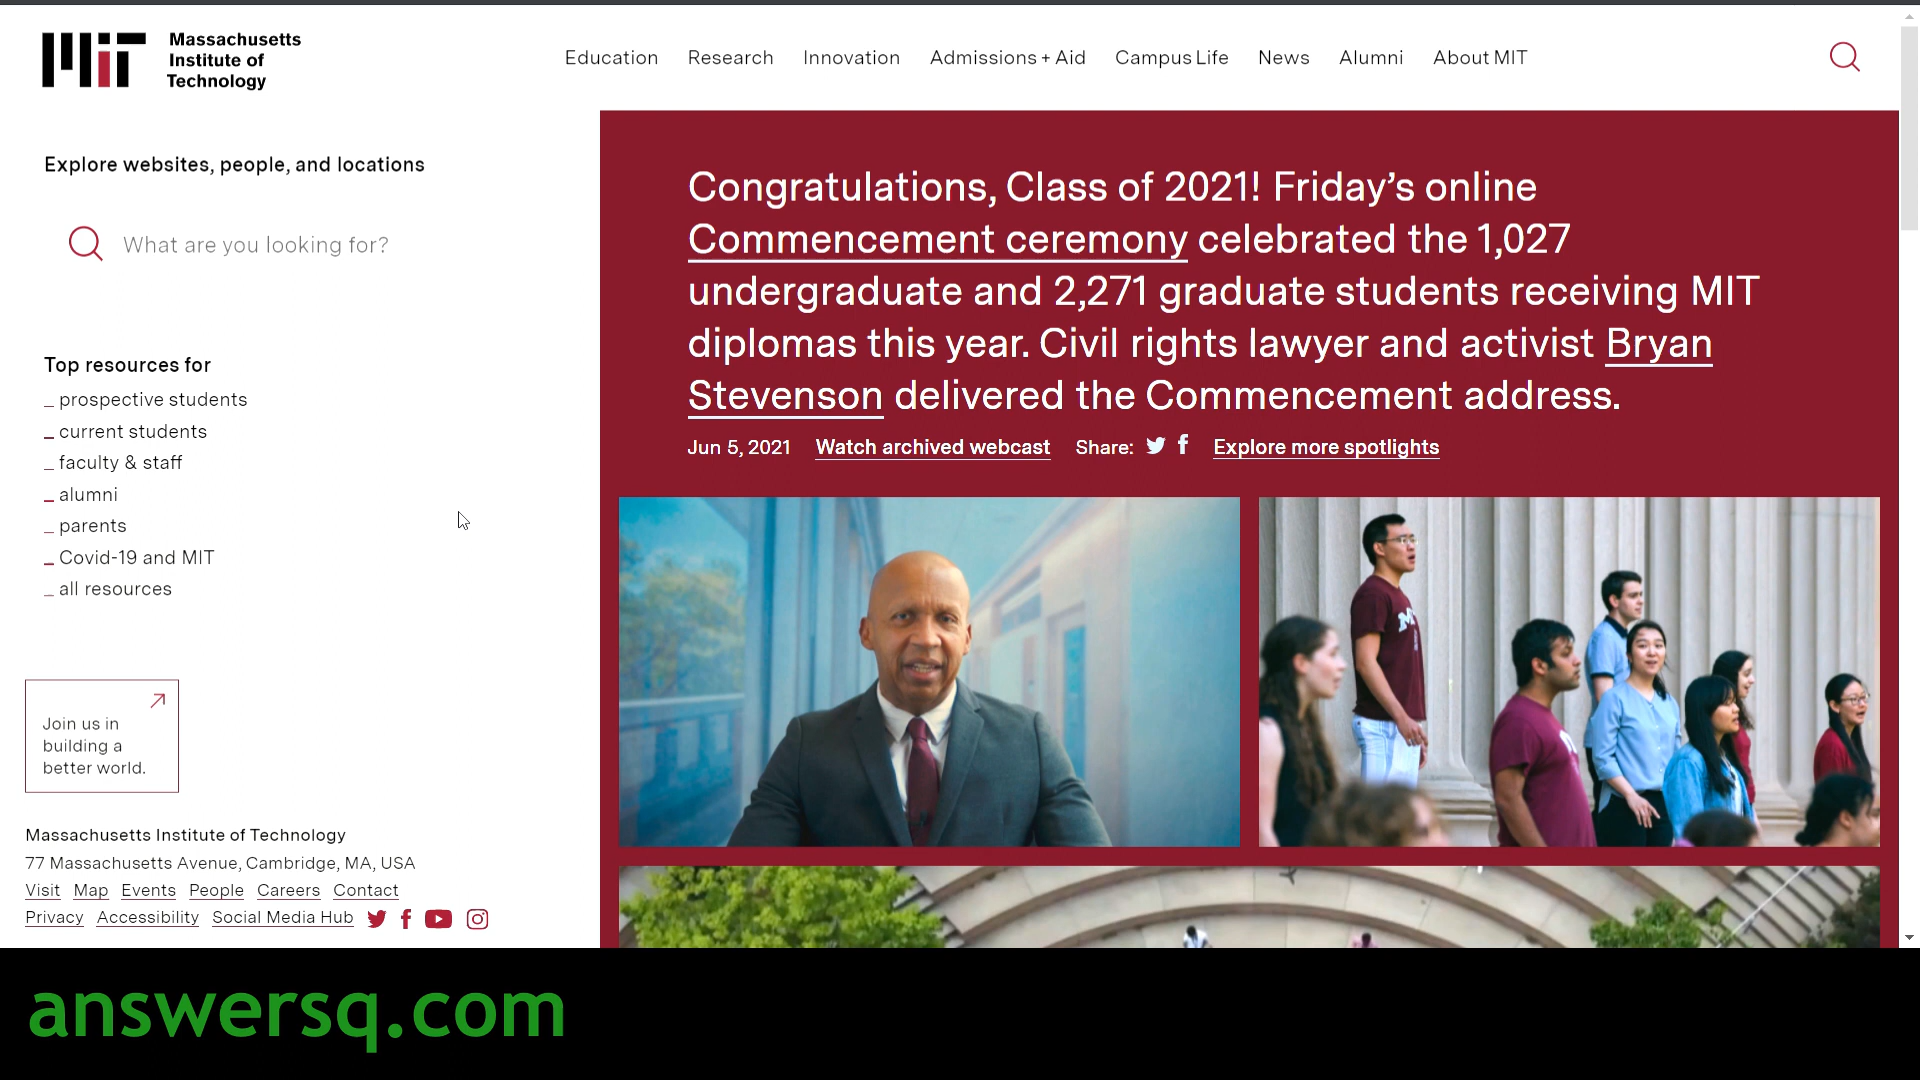 MIT
Massachusetts
Institute of
Technology
Education Research Innovation Admissions + Aid Campus Life News Alumni About MIT
Explore websites, people, and locations
What are you looking for?
Top resources for
_ prospective students
_ current students
_ faculty & staff
_ alumni
_ parents
_ Covid-19 and MIT
_ all resources
Join us in
building a
better world.
Massachusetts Institute of Technology
77 Massachusetts Avenue, Cambridge, MA, USA
Visit Map Events People Careers Contact
Privacy Accessibility Social Media Hub
Congratulations, Class of 2021! Friday’s online
Commencement ceremony celebrated the 1,027
undergraduate and 2,271 graduate students receiving MIT
diplomas this year. Civil rights lawyer and activist Bryan
Stevenson delivered the Commencement address.
Jun 5, 2021 Watch archived webcast Share: Explore more spotlights
answersq.com